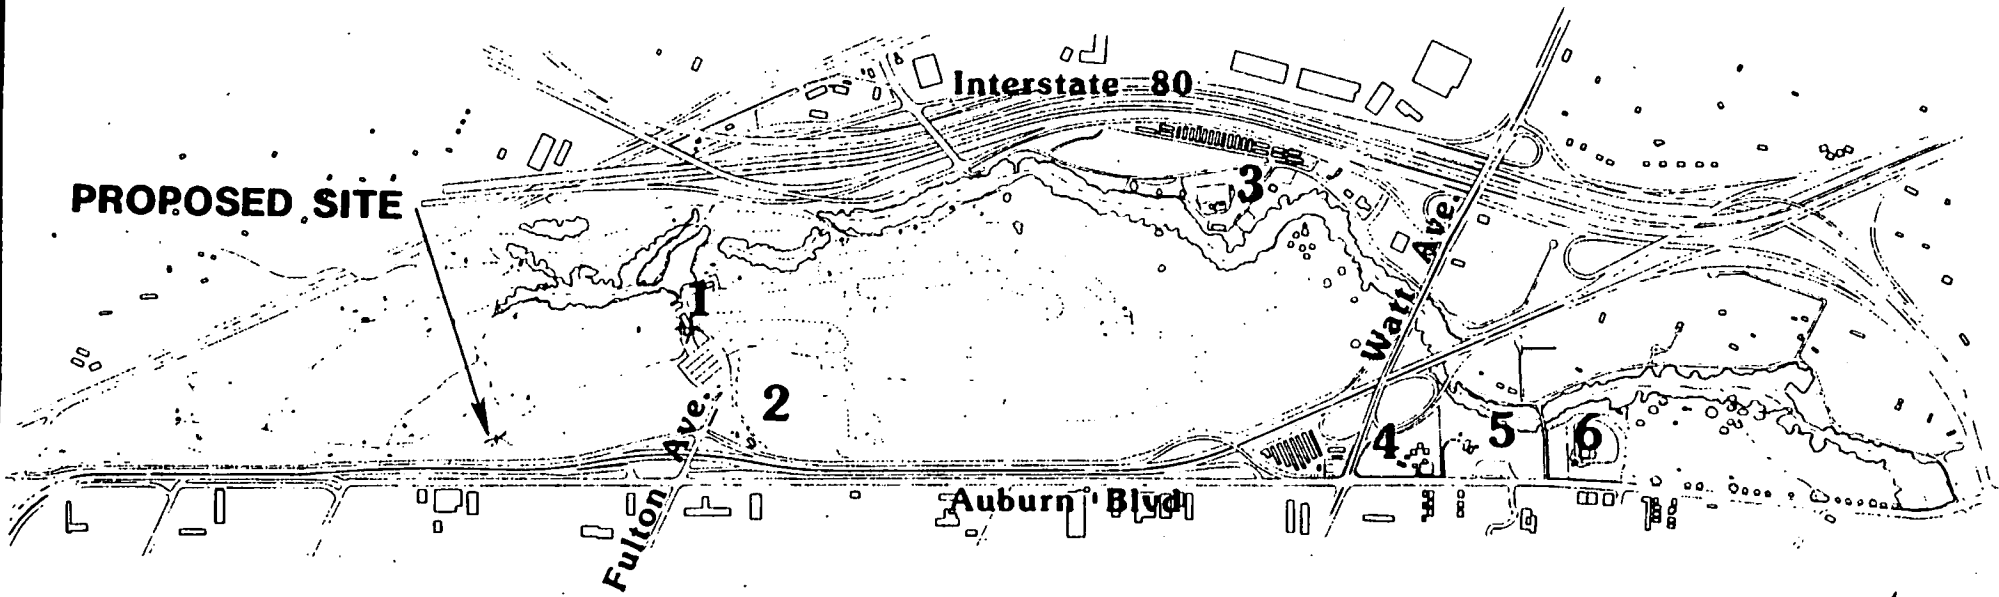 Interstate 80
PROPOSED SITE
3
Watt Ave.
1
2
4
5
6
Fulton Ave.
Auburn Blvd